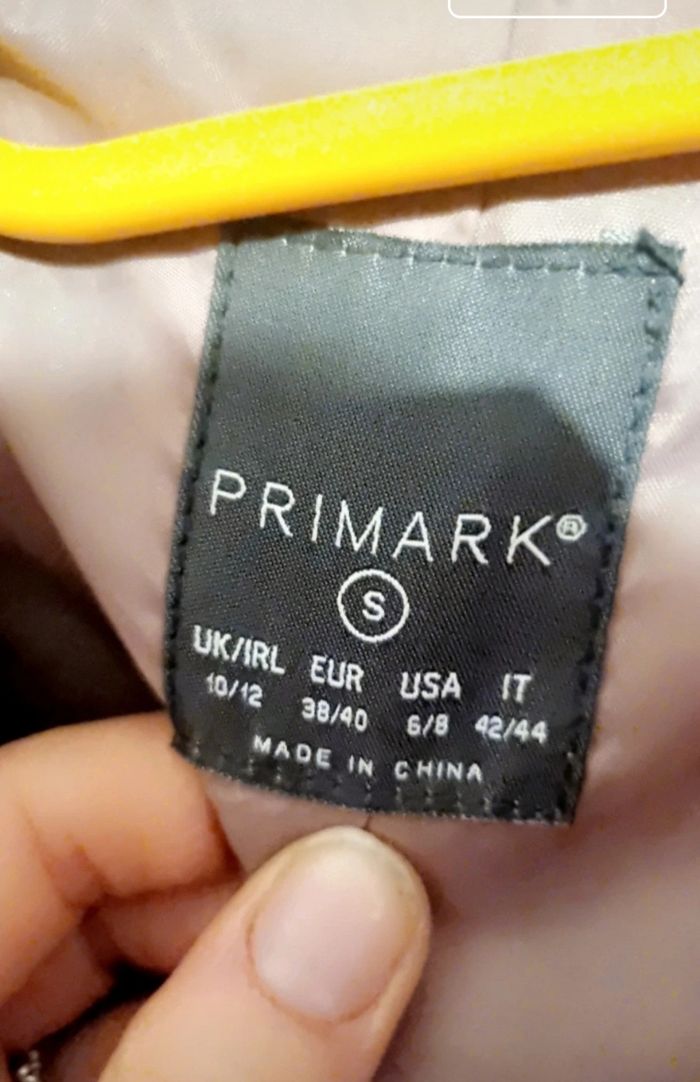 PRIMARK®
S
UK/IRL EUR USA IT
10/12 38/40 6/8 42/44
MADE IN CHINA